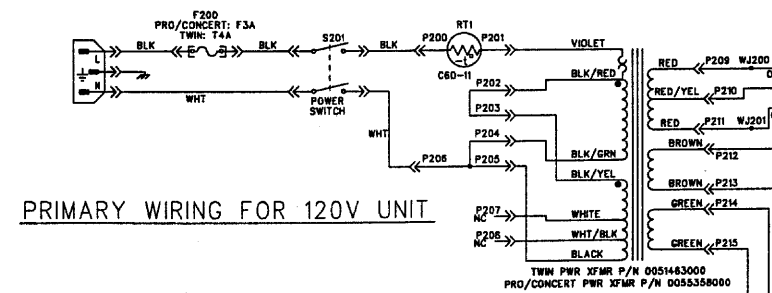 F200
PRO/CONCERT: F3A
TWIN: T4A
S201
RT1
BLK
BLK
BLK
P200
P201
VIOLET
L
-t°
C60-11
BLK/RED
P202
RED
P209
WJ200
RED/YEL
P210
N
WHT
POWER
SWITCH
P203
P204
RED
P211
WJ201
WHT
BROWN
P212
P206
P205
BLK/GRN
BLK/YEL
BROWN
P213
PRIMARY WIRING FOR 120V UNIT
P207
NC
WHITE
GREEN
P214
P206
NC
WHT/BLK
BLACK
GREEN
P215
TWIN PWR XFMR P/N 0051463000
PRO/CONCERT PWR XFMR P/N 0055358000